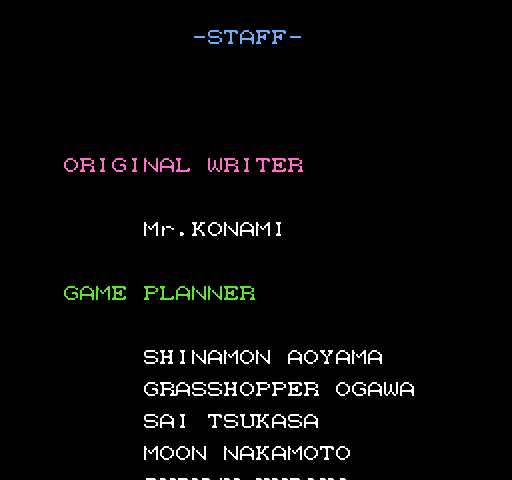 -STAFF-
ORIGINAL WRITER
Mr.KONAMI
GAME PLANNER
SHINAMON AOYAMA
GRASSHOPPER OGAWA
SAI TSUKASA
MOON NAKAMOTO